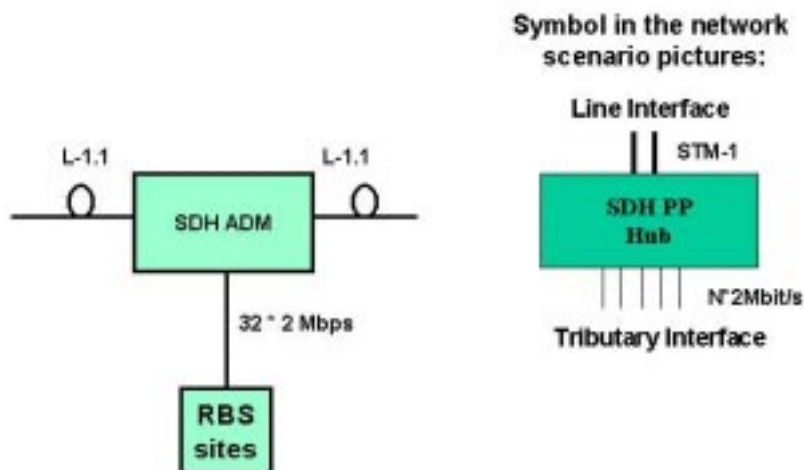 Symbol in the network
scenario pictures:
Line Interface
L-1.1
L-1.1
STM-1
SDH ADM
SDH PP
Hub
32 * 2 Mbps
N*2Mbit/s
Tributary Interface
RBS
sites